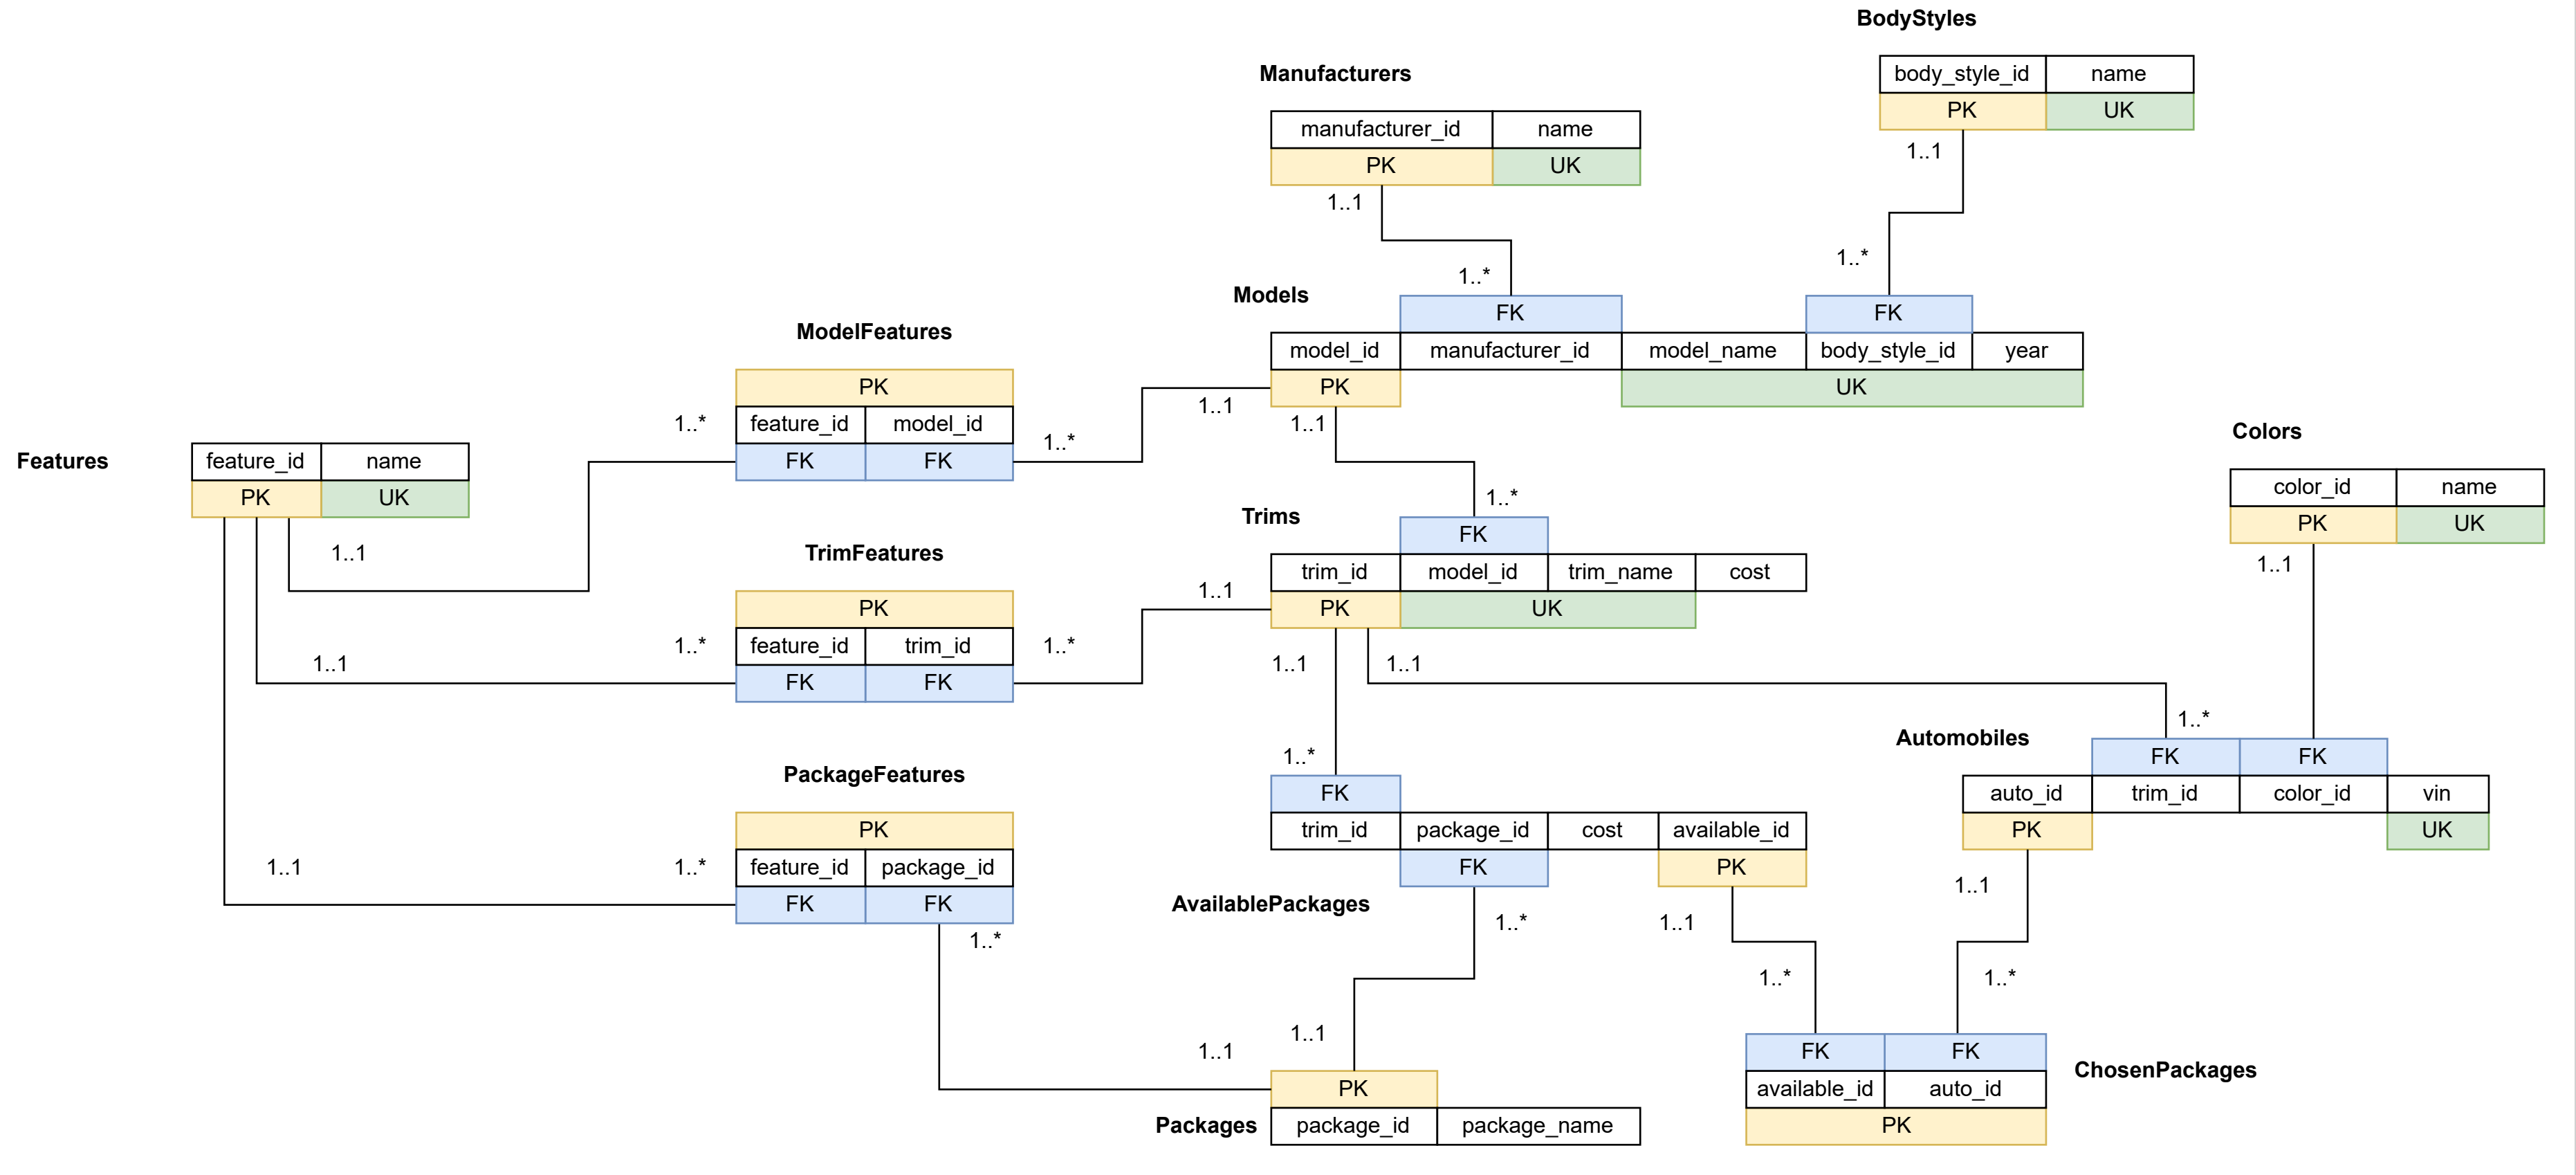 BodyStyles
body_style_id name
PK UK
1..1
1..*
Manufacturers
manufacturer_id name
PK UK
1..1
1..*
Models
FK FK
model_id manufacturer_id model_name body_style_id year
PK UK
1..1
1..1
ModelFeatures
PK
feature_id model_id
FK FK
1..*
1..*
Features
feature_id name
PK UK
1..1
1..1
1..1
Colors
color_id name
PK UK
1..1
1..*
Trims
FK
trim_id model_id trim_name cost
PK UK
1..1
1..1
1..1
TrimFeatures
PK
feature_id trim_id
FK FK
1..*
1..*
1..*
Automobiles
FK FK
auto_id trim_id color_id vin
PK UK
1..1
PackageFeatures
PK
feature_id package_id
FK FK
1..*
1..*
1..*
FK
trim_id package_id cost available_id
FK PK
AvailablePackages
1..*
1..1
1..*
1..*
1..1
1..1
PK
Packages
package_id package_name
FK FK
available_id auto_id
PK
ChosenPackages